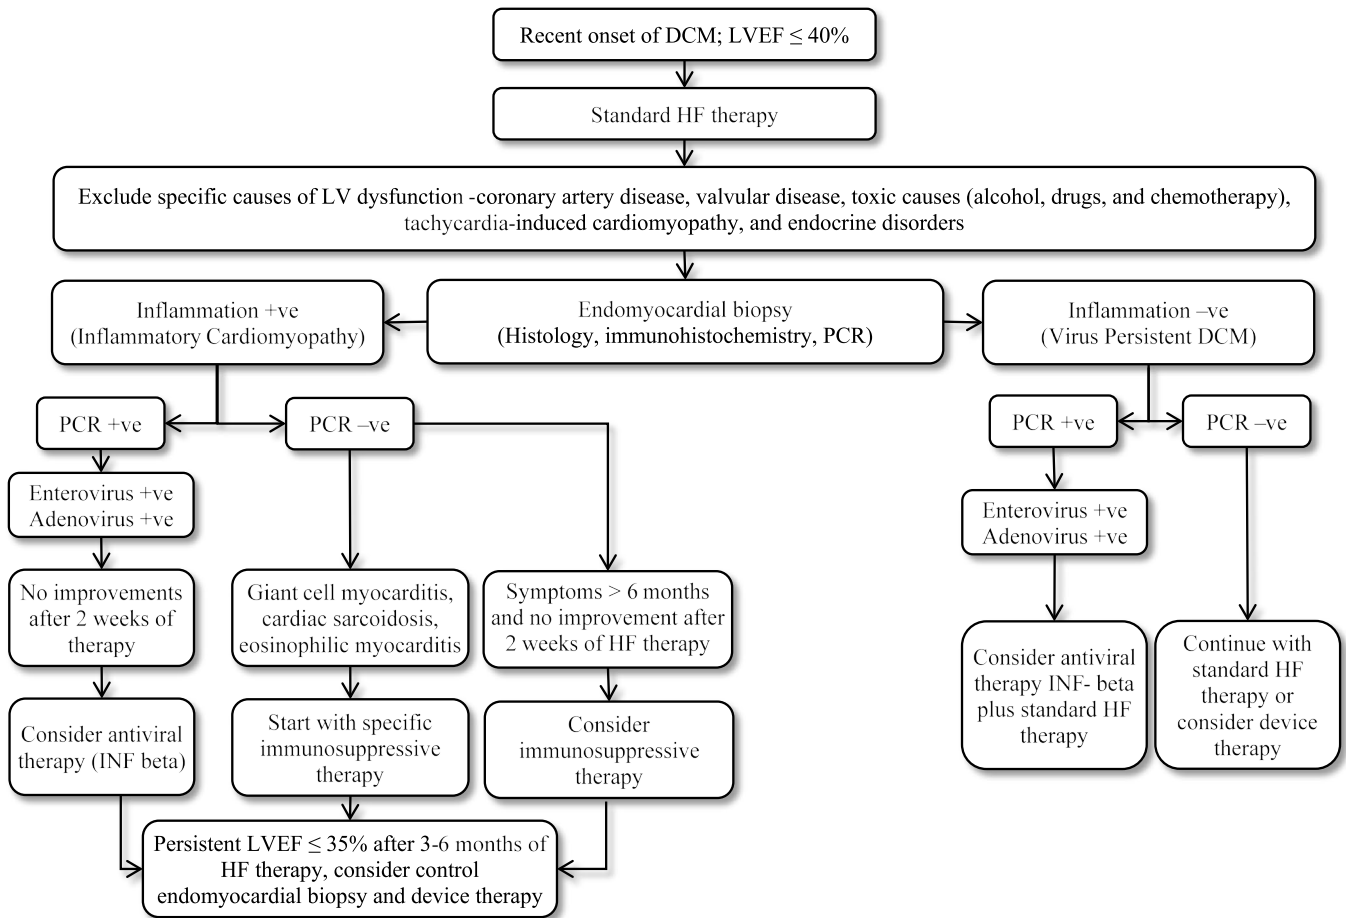 Recent onset of DCM; LVEF ≤ 40%
Standard HF therapy
Exclude specific causes of LV dysfunction -coronary artery disease, valvular disease, toxic causes (alcohol, drugs, and chemotherapy),
tachycardia-induced cardiomyopathy, and endocrine disorders
Inflammation +ve
(Inflammatory Cardiomyopathy)
Endomyocardial biopsy
(Histology, immunohistochemistry, PCR)
Inflammation –ve
(Virus Persistent DCM)
PCR +ve
PCR –ve
PCR +ve
PCR –ve
Enterovirus +ve
Adenovirus +ve
Enterovirus +ve
Adenovirus +ve
No improvements
after 2 weeks of
therapy
Giant cell myocarditis,
cardiac sarcoidosis,
eosinophilic myocarditis
Symptoms > 6 months
and no improvement after
2 weeks of HF therapy
Consider antiviral
therapy INF- beta
plus standard HF
therapy
Continue with
standard HF
therapy or
consider device
therapy
Consider antiviral
therapy (INF beta)
Start with specific
immunosuppressive
therapy
Consider
immunosuppressive
therapy
Persistent LVEF ≤ 35% after 3-6 months of
HF therapy, consider control
endomyocardial biopsy and device therapy